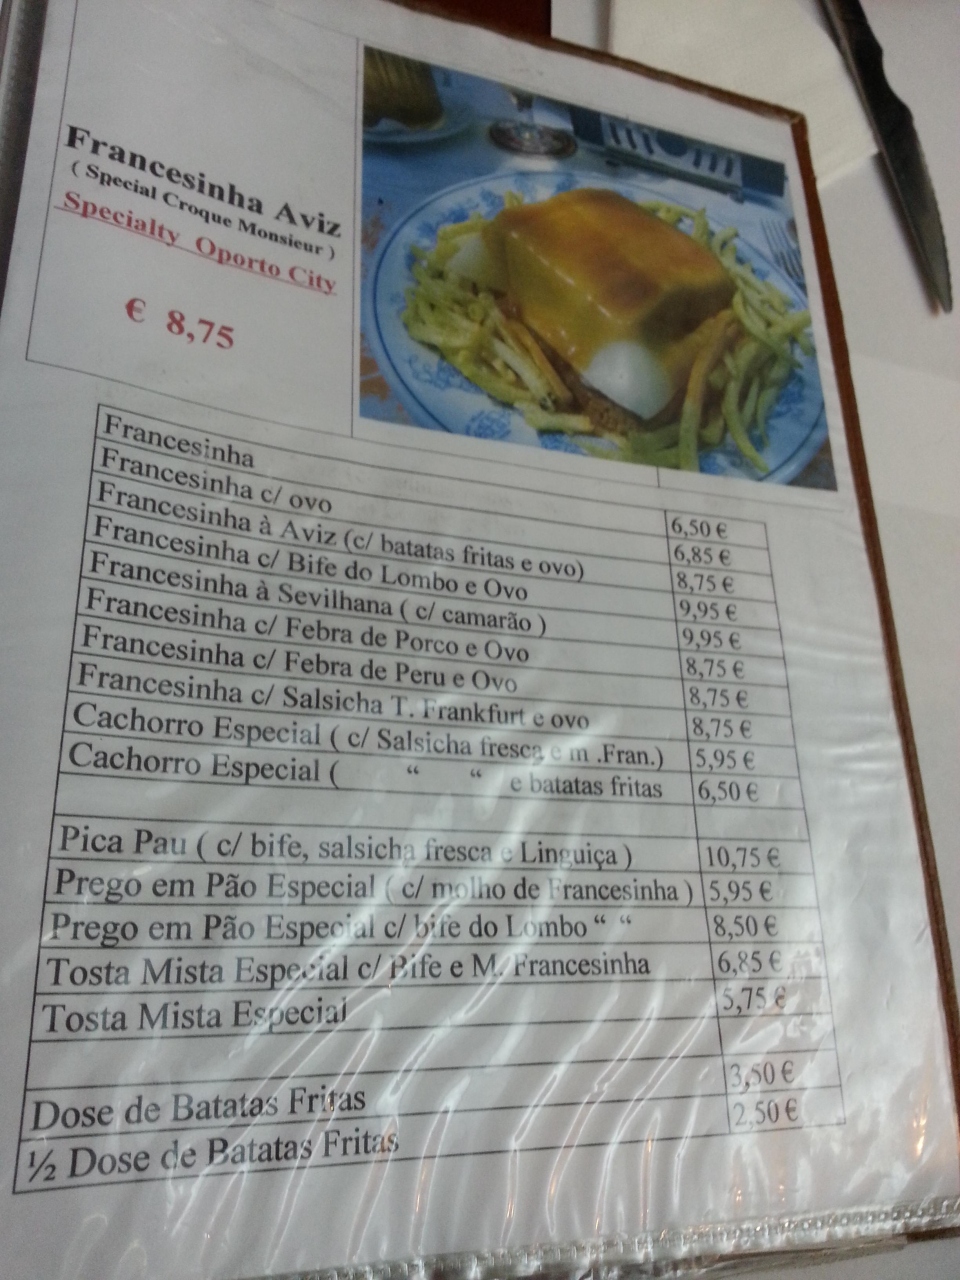 Francesinha Aviz
( Special Croque Monsieur )
Specialty Oporto City
€ 8,75
Francesinha 6,50 €
Francesinha c/ ovo 6,85 €
Francesinha à Aviz (c/ batatas fritas e ovo) 8,75 €
Francesinha c/ Bife do Lombo e Ovo 9,95 €
Francesinha à Sevilhana ( c/ camarão ) 9,95 €
Francesinha c/ Febra de Porco e Ovo 8,75 €
Francesinha c/ Febra de Peru e Ovo 8,75 €
Francesinha c/ Salsicha T. Frankfurt e ovo 8,75 €
Cachorro Especial ( c/ Salsicha fresca e m .Fran.) 5,95 €
Cachorro Especial ( “ “ e batatas fritas 6,50 €
Pica Pau ( c/ bife, salsicha fresca e Linguiça ) 10,75 €
Prego em Pão Especial ( c/ molho de Francesinha ) 5,95 €
Prego em Pão Especial c/ bife do Lombo “ “ 8,50 €
Tosta Mista Especial c/ Bife e M. Francesinha 6,85 €
Tosta Mista Especial 5,75 €
Dose de Batatas Fritas 3,50 €
½ Dose de Batatas Fritas 2,50 €